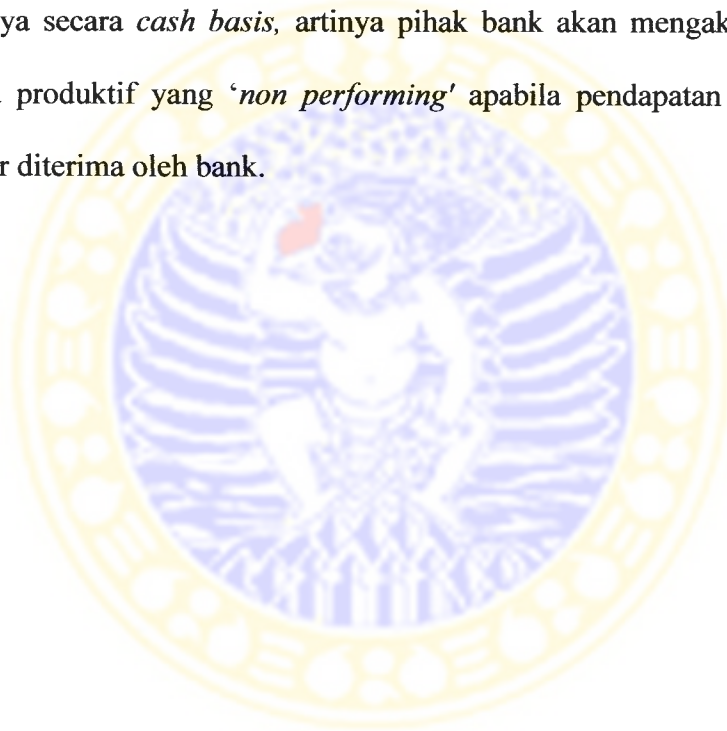 ya secara cash basis, artinya pihak bank akan mengak
produktif yang ‘non performing' apabila pendapatan
r diterima oleh bank.